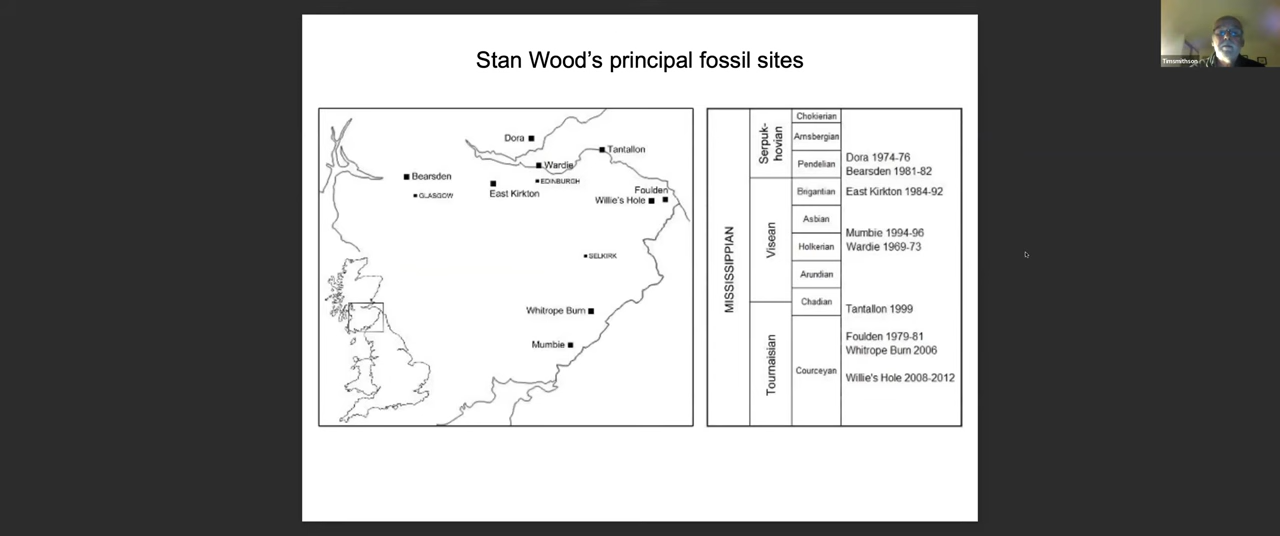 Stan Wood's principal fossil sites
Timsmithson
Dora
Tantallon
Wardie
Bearsden
EDINBURGH
East Kirkton
GLASGOW
Foulden
Willie's Hole
SELKIRK
Whitrope Burn
Mumbie
MISSISSIPPIAN
Serpuk-
hovian
Visean
Tournaisian
Chokierian
Arnsbergian
Pendelian
Brigantian
Asbian
Holkerian
Arundian
Chadian
Courceyan
Dora 1974-76
Bearsden 1981-82
East Kirkton 1984-92
Mumbie 1994-96
Wardie 1969-73
Tantallon 1999
Foulden 1979-81
Whitrope Burn 2006
Willie's Hole 2008-2012